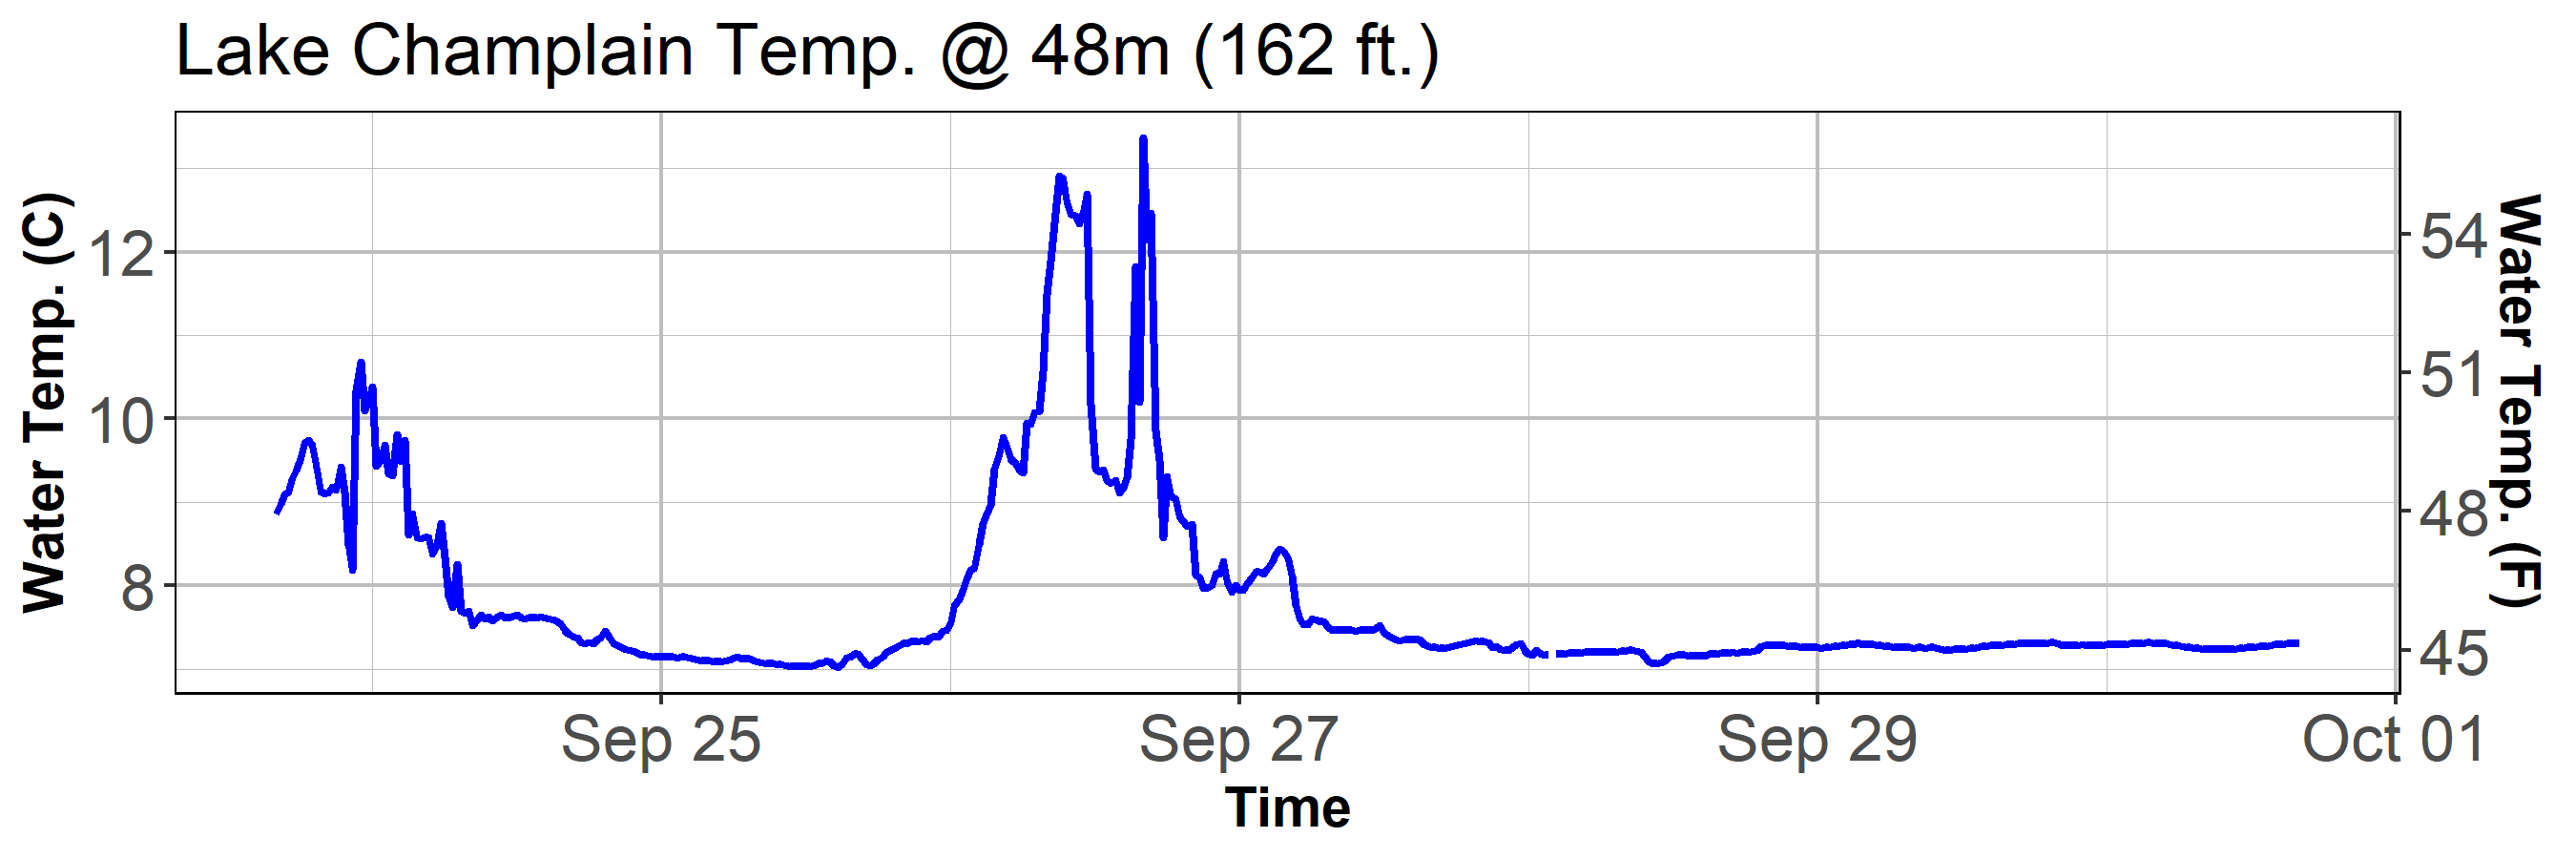 Lake Champlain Temp. @ 48m (162 ft.)
Water Temp. (C)
12
10
8
54
51
48
45
Water Temp. (F)
Sep 25
Sep 27
Sep 29
Oct 01
Time